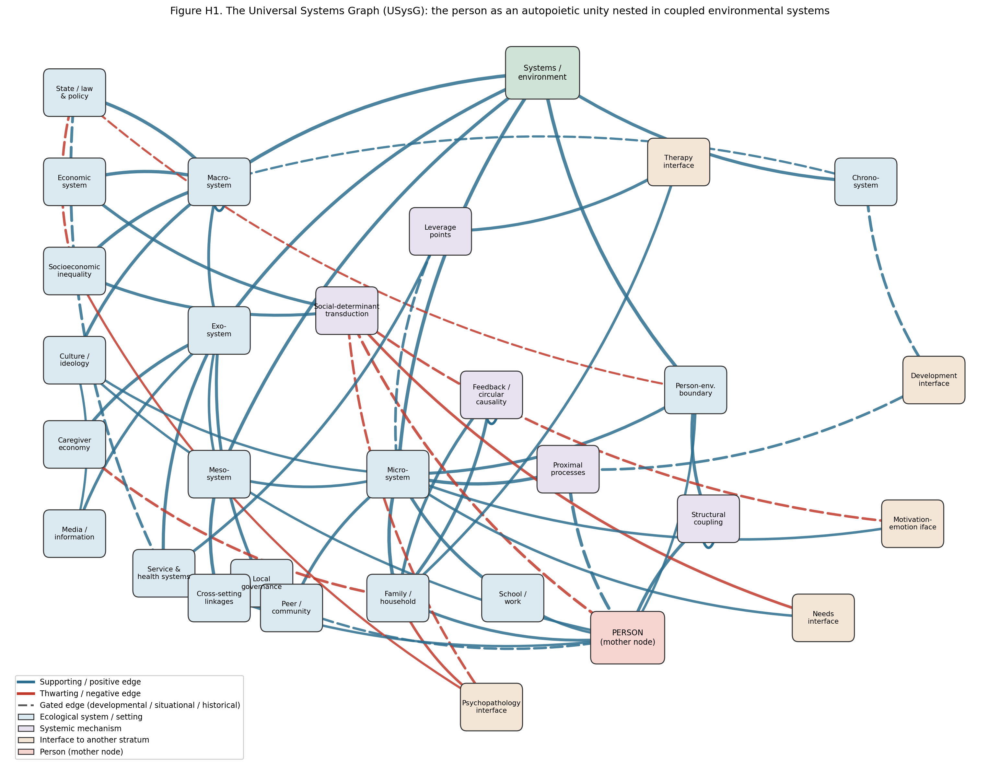 Figure H1. The Universal Systems Graph (USysG): the person as an autopoietic unity nested in coupled environmental systems
Systems /
environment
State / law
& policy
Therapy
interface
Economic
system
Macro-
system
Chrono-
system
Leverage
points
Socioeconomic
inequality
Social-determinant
transduction
Exo-
system
Culture /
ideology
Feedback /
circular
causality
Person-env.
boundary
Development
interface
Caregiver
economy
Meso-
system
Micro-
system
Proximal
processes
Structural
coupling
Motivation-
emotion iface
Media /
information
Service &
health systems
Local
governance
Cross-setting
linkages
Peer /
community
Family /
household
School /
work
Needs
interface
PERSON
(mother node)
Psychopathology
interface
Supporting / positive edge
Thwarting / negative edge
Gated edge (developmental / situational / historical)
Ecological system / setting
Systemic mechanism
Interface to another stratum
Person (mother node)